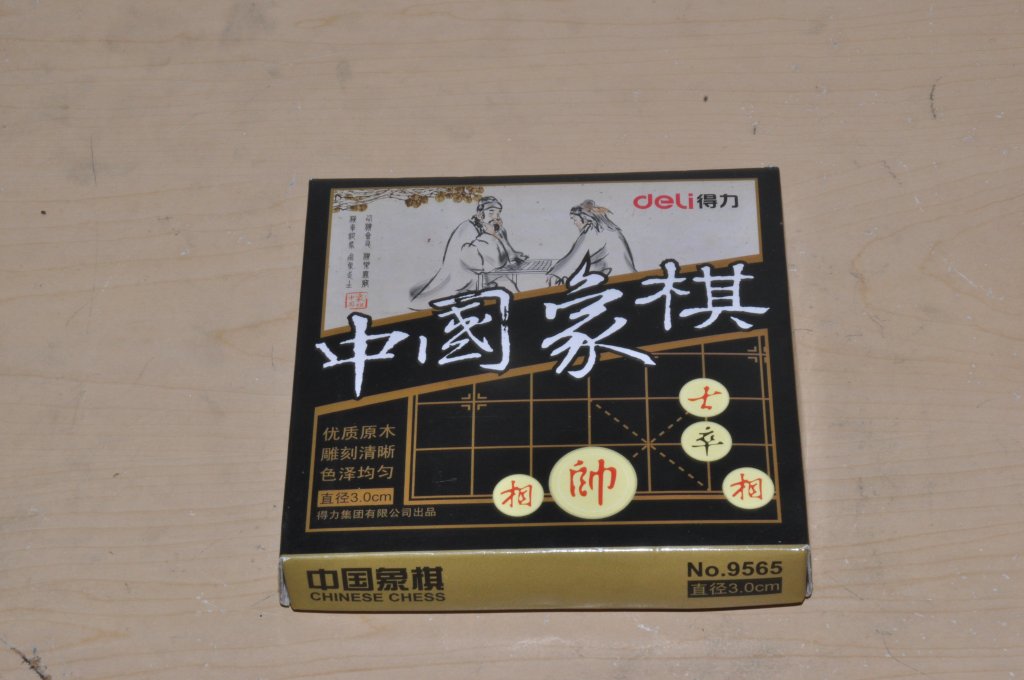 deli得力
中國象棋
士
卒
优质原木
雕刻清晰
色泽均匀
直径3.0cm
得力集团有限公司出品
相
帥
相
中国象棋
CHINESE CHESS
No.9565
直径3.0cm